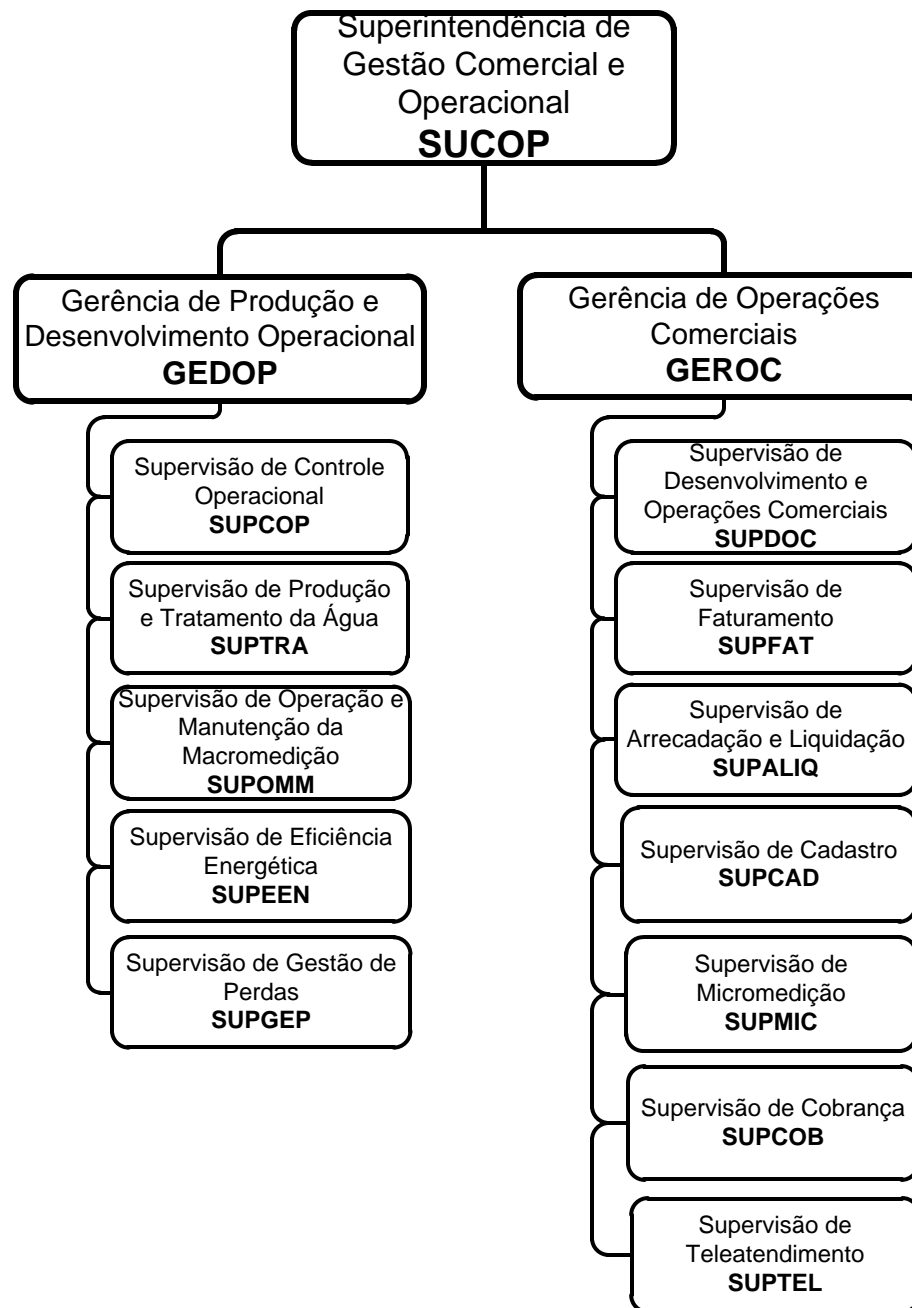 Superintendência de
Gestão Comercial e
Operacional
SUCOP
Gerência de Produção e
Desenvolvimento Operacional
GEDOP
Gerência de Operações
Comerciais
GEROC
Supervisão de Controle
Operacional
SUPCOP
Supervisão de Produção
e Tratamento da Água
SUPTRA
Supervisão de Operação e
Manutenção da
Macromedição
SUPOMM
Supervisão de Eficiência
Energética
SUPEEN
Supervisão de Gestão de
Perdas
SUPGEP
Supervisão de
Desenvolvimento e
Operações Comerciais
SUPDOC
Supervisão de
Faturamento
SUPFAT
Supervisão de
Arrecadação e Liquidação
SUPALIQ
Supervisão de Cadastro
SUPCAD
Supervisão de
Micromedição
SUPMIC
Supervisão de Cobrança
SUPCOB
Supervisão de
Teleatendimento
SUPTEL